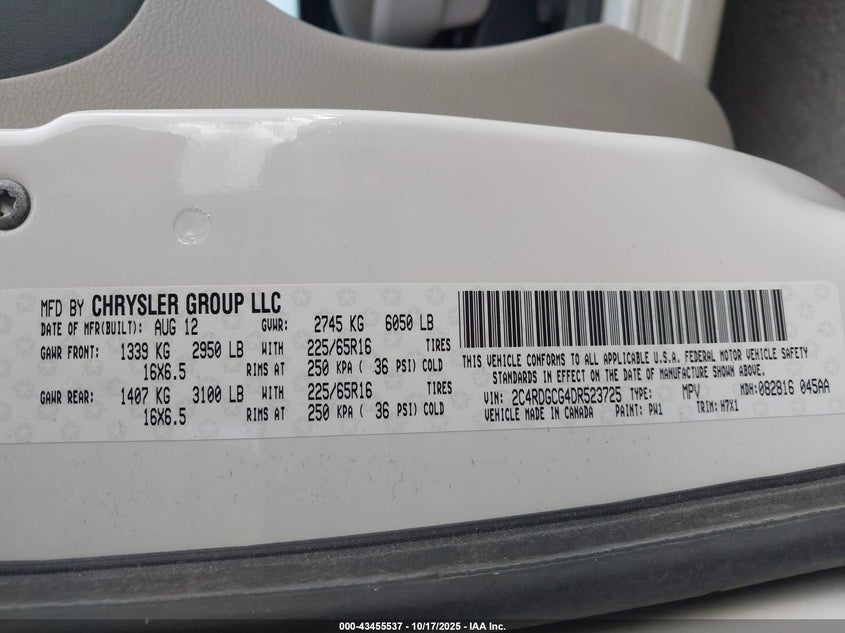 MFD BY CHRYSLER GROUP LLC
DATE OF MFR(BUILT): AUG 12 GVWR: 2745 KG 6050 LB
GAWR FRONT: 1339 KG 2950 LB WITH 225/65R16 TIRES
16X6.5 RIMS AT 250 KPA ( 36 PSI) COLD
GAWR REAR: 1407 KG 3100 LB WITH 225/65R16 TIRES
16X6.5 RIMS AT 250 KPA ( 36 PSI) COLD
THIS VEHICLE CONFORMS TO ALL APPLICABLE U.S.A. FEDERAL MOTOR VEHICLE SAFETY
STANDARDS IN EFFECT ON THE DATE OF MANUFACTURE SHOWN ABOVE.
VIN: 2C4RDGCG4DR523725 TYPE: MPV MDH: 082816 045AA
VEHICLE MADE IN CANADA PAINT: PW1 TRIM: H7X1
000-43455537 - 10/17/2025 - IAA Inc.